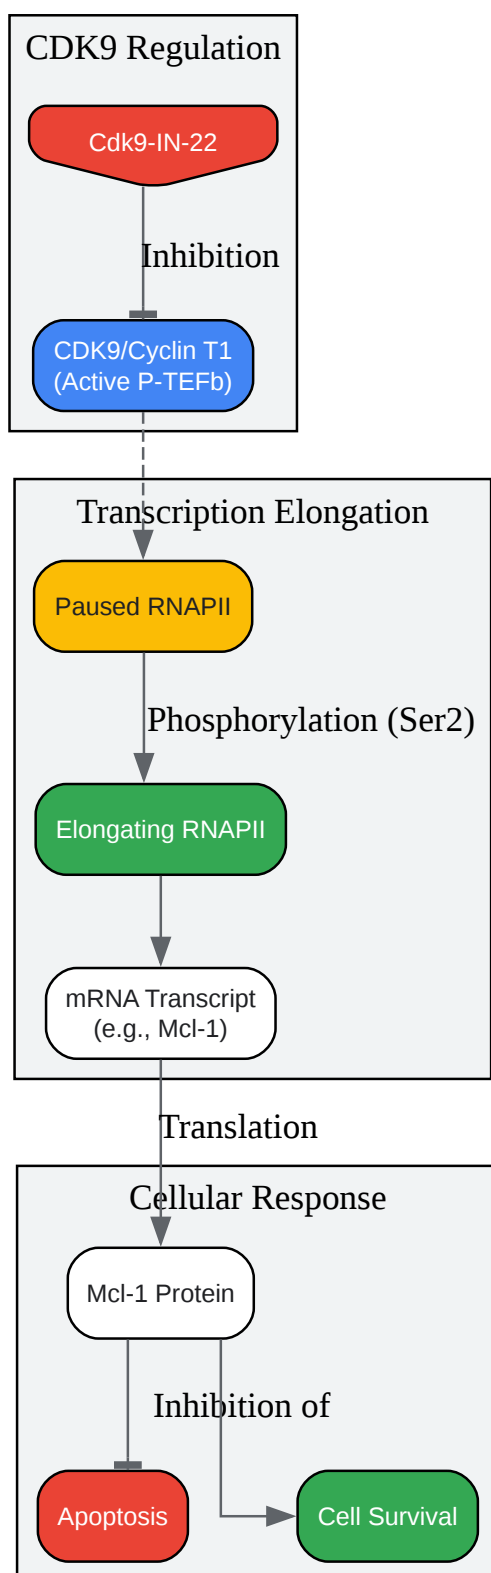 CDK9 Regulation
Cdk9-IN-22
Inhibition
CDK9/Cyclin T1
(Active P-TEFb)
Transcription Elongation
Paused RNAPII
Phosphorylation (Ser2)
Elongating RNAPII
mRNA Transcript
(e.g., Mcl-1)
Translation
Cellular Response
Mcl-1 Protein
Inhibition of
Apoptosis
Cell Survival